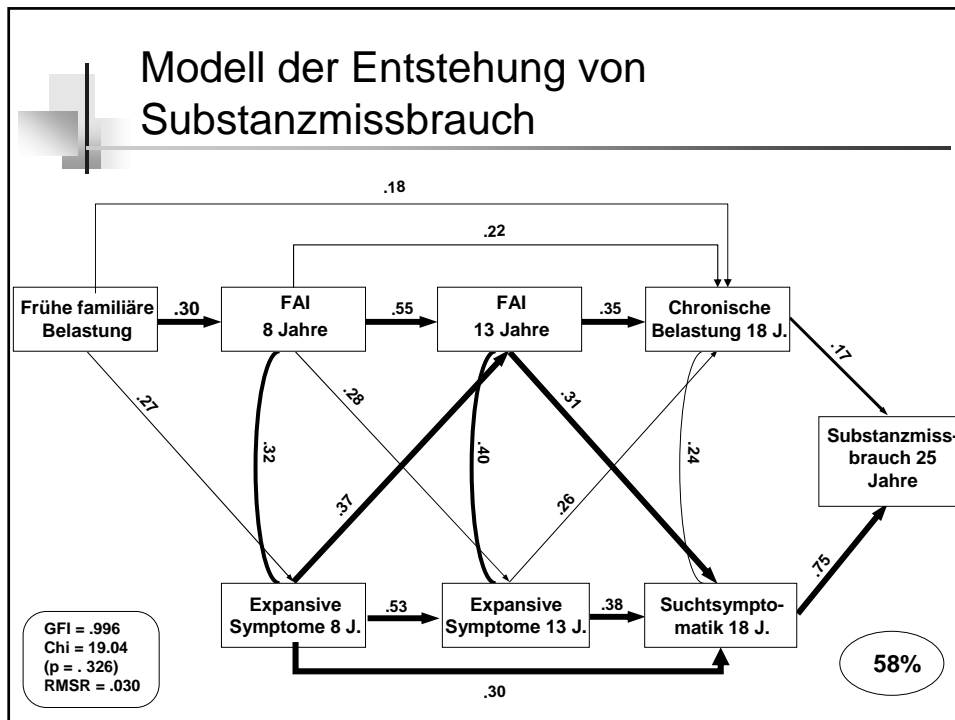 Modell der Entstehung von
Substanzmissbrauch
.18
.22
Frühe familiäre
Belastung
.30
FAI
8 Jahre
.55
FAI
13 Jahre
.35
Chronische
Belastung 18 J.
.17
.27
.32
.28
.37
.40
.31
.26
.24
Substanzmiss-
brauch 25
Jahre
.75
Expansive
Symptome 8 J.
.53
Expansive
Symptome 13 J.
.38
Suchtsympto-
matik 18 J.
.30
GFI = .996
Chi = 19.04
(p = . 326)
RMSR = .030
58%